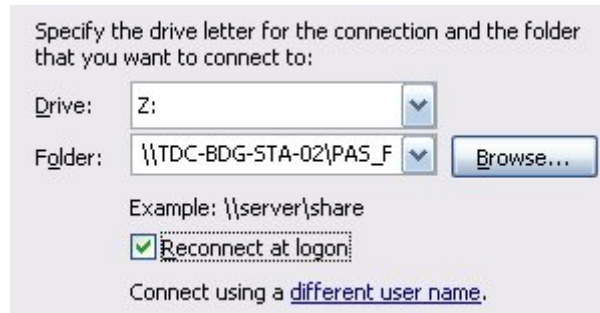 Specify the drive letter for the connection and the folder
that you want to connect to:
Drive: Z:
Folder: \\TDC-BDG-STA-02\PAS_F Browse...
Example: \\server\share
Reconnect at logon
Connect using a different user name.